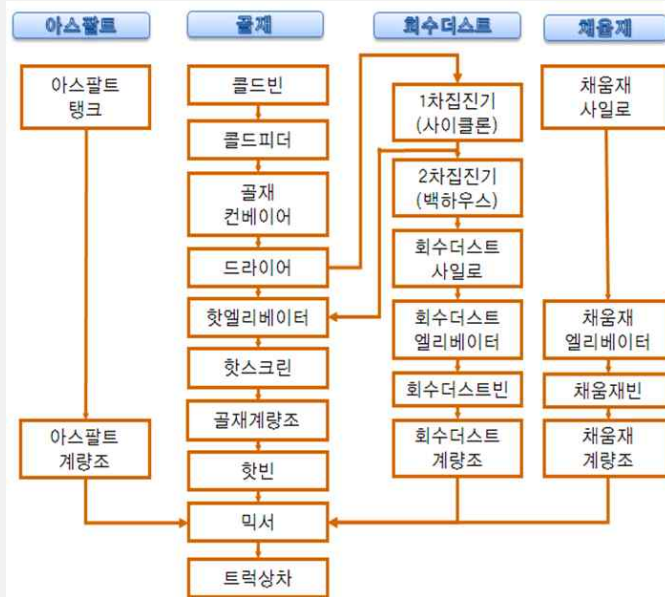 아스팔트
골재
회수더스트
채움재
아스팔트
탱크
아스팔트
계량조
콜드빈
콜드피더
골재
컨베이어
드라이어
핫엘리베이터
핫스크린
골재계량조
핫빈
믹서
트럭상차
1차집진기
(사이클론)
2차집진기
(백하우스)
회수더스트
사일로
회수더스트
엘리베이터
회수더스트빈
회수더스트
계량조
채움재
사일로
채움재
엘리베이터
채움재빈
채움재
계량조